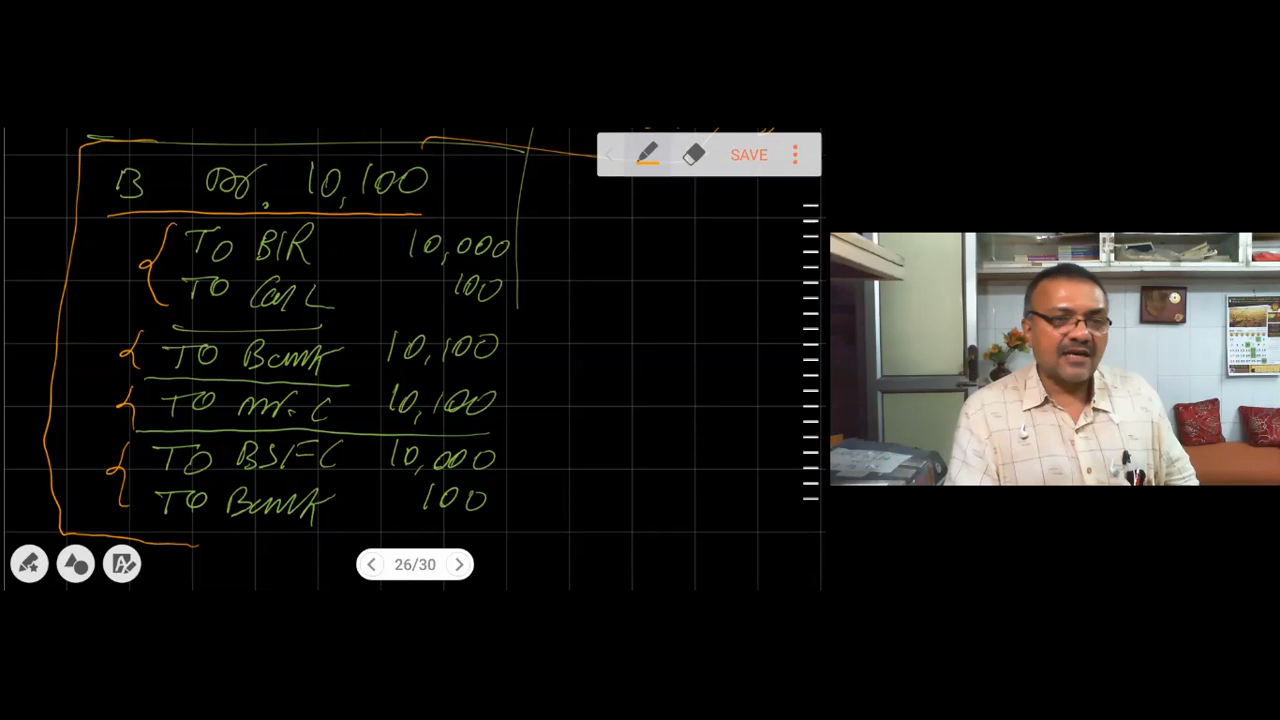 SAVE
B Dr. 10,100
TO B/R 10,000
TO Cash 100
TO Bank 10,100
TO Mr. C 10,100
TO BSFC 10,000
TO Bank 100
26/30